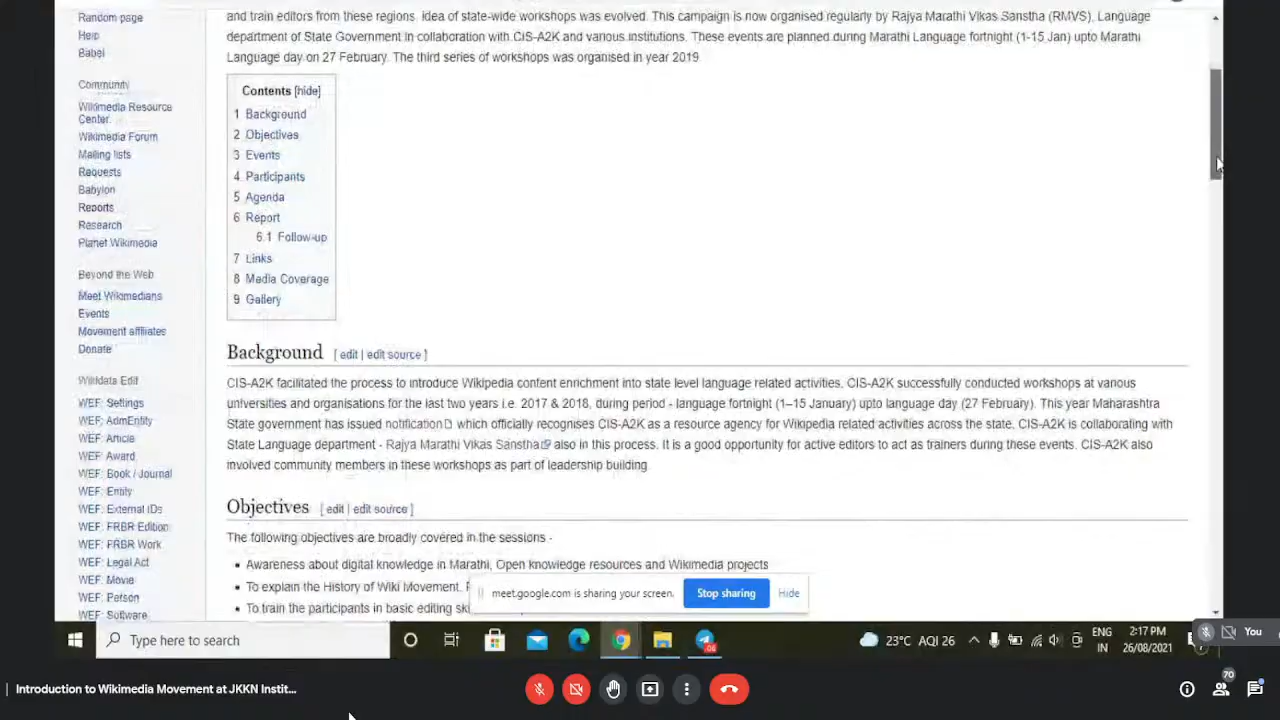 Random page
Help
Babel
Community
Wikimedia Resource
Center
Wikimedia Forum
Mailing lists
Requests
Babylon
Reports
Research
Planet Wikimedia
Beyond the Web
Meet Wikimedians
Events
Movement affiliates
Donate
Wikidata Edit
WEF: Settings
WEF: AdmEntity
WEF: Article
WEF: Award
WEF: Book / Journal
WEF: Entity
WEF: External IDs
WEF: FRBR Edition
WEF: FRBR Work
WEF: Legal Act
WEF: Movie
WEF: Person
WEF: Software
and train editors from these regions, idea of state-wide workshops was evolved. This campaign is now organised regularly by Rajya Marathi Vikas Sanstha (RMVS), Language
department of State Government in collaboration with CIS-A2K and various institutions. These events are planned during Marathi Language fortnight (1-15 Jan) upto Marathi
Language day on 27 February. The third series of workshops was organised in year 2019
Contents [hide]
1 Background
2 Objectives
3 Events
4 Participants
5 Agenda
6 Report
6.1 Follow-up
7 Links
8 Media Coverage
9 Gallery
Background [ edit | edit source ]
CIS-A2K facilitated the process to introduce Wikipedia content enrichment into state level language related activities. CIS-A2K successfully conducted workshops at various
universities and organisations for the last two years i.e. 2017 & 2018, during period - language fortnight (1–15 January) upto language day (27 February). This year Maharashtra
State government has issued notification which officially recognises CIS-A2K as a resource agency for Wikipedia related activities across the state. CIS-A2K is collaborating with
State Language department - Rajya Marathi Vikas Sanstha also in this process. It is a good opportunity for active editors to act as trainers during these events. CIS-A2K also
involved community members in these workshops as part of leadership building
Objectives [ edit | edit source ]
The following objectives are broadly covered in the sessions -
Awareness about digital knowledge in Marathi, Open knowledge resources and Wikimedia projects
To explain the History of Wiki Movement,
To train the participants in basic editing
meet.google.com is sharing your screen.
Stop sharing
Hide
Type here to search
23°C AQI 26
ENG
IN
2:17 PM
26/08/2021
You
Introduction to Wikimedia Movement at JKKN Instit...
70